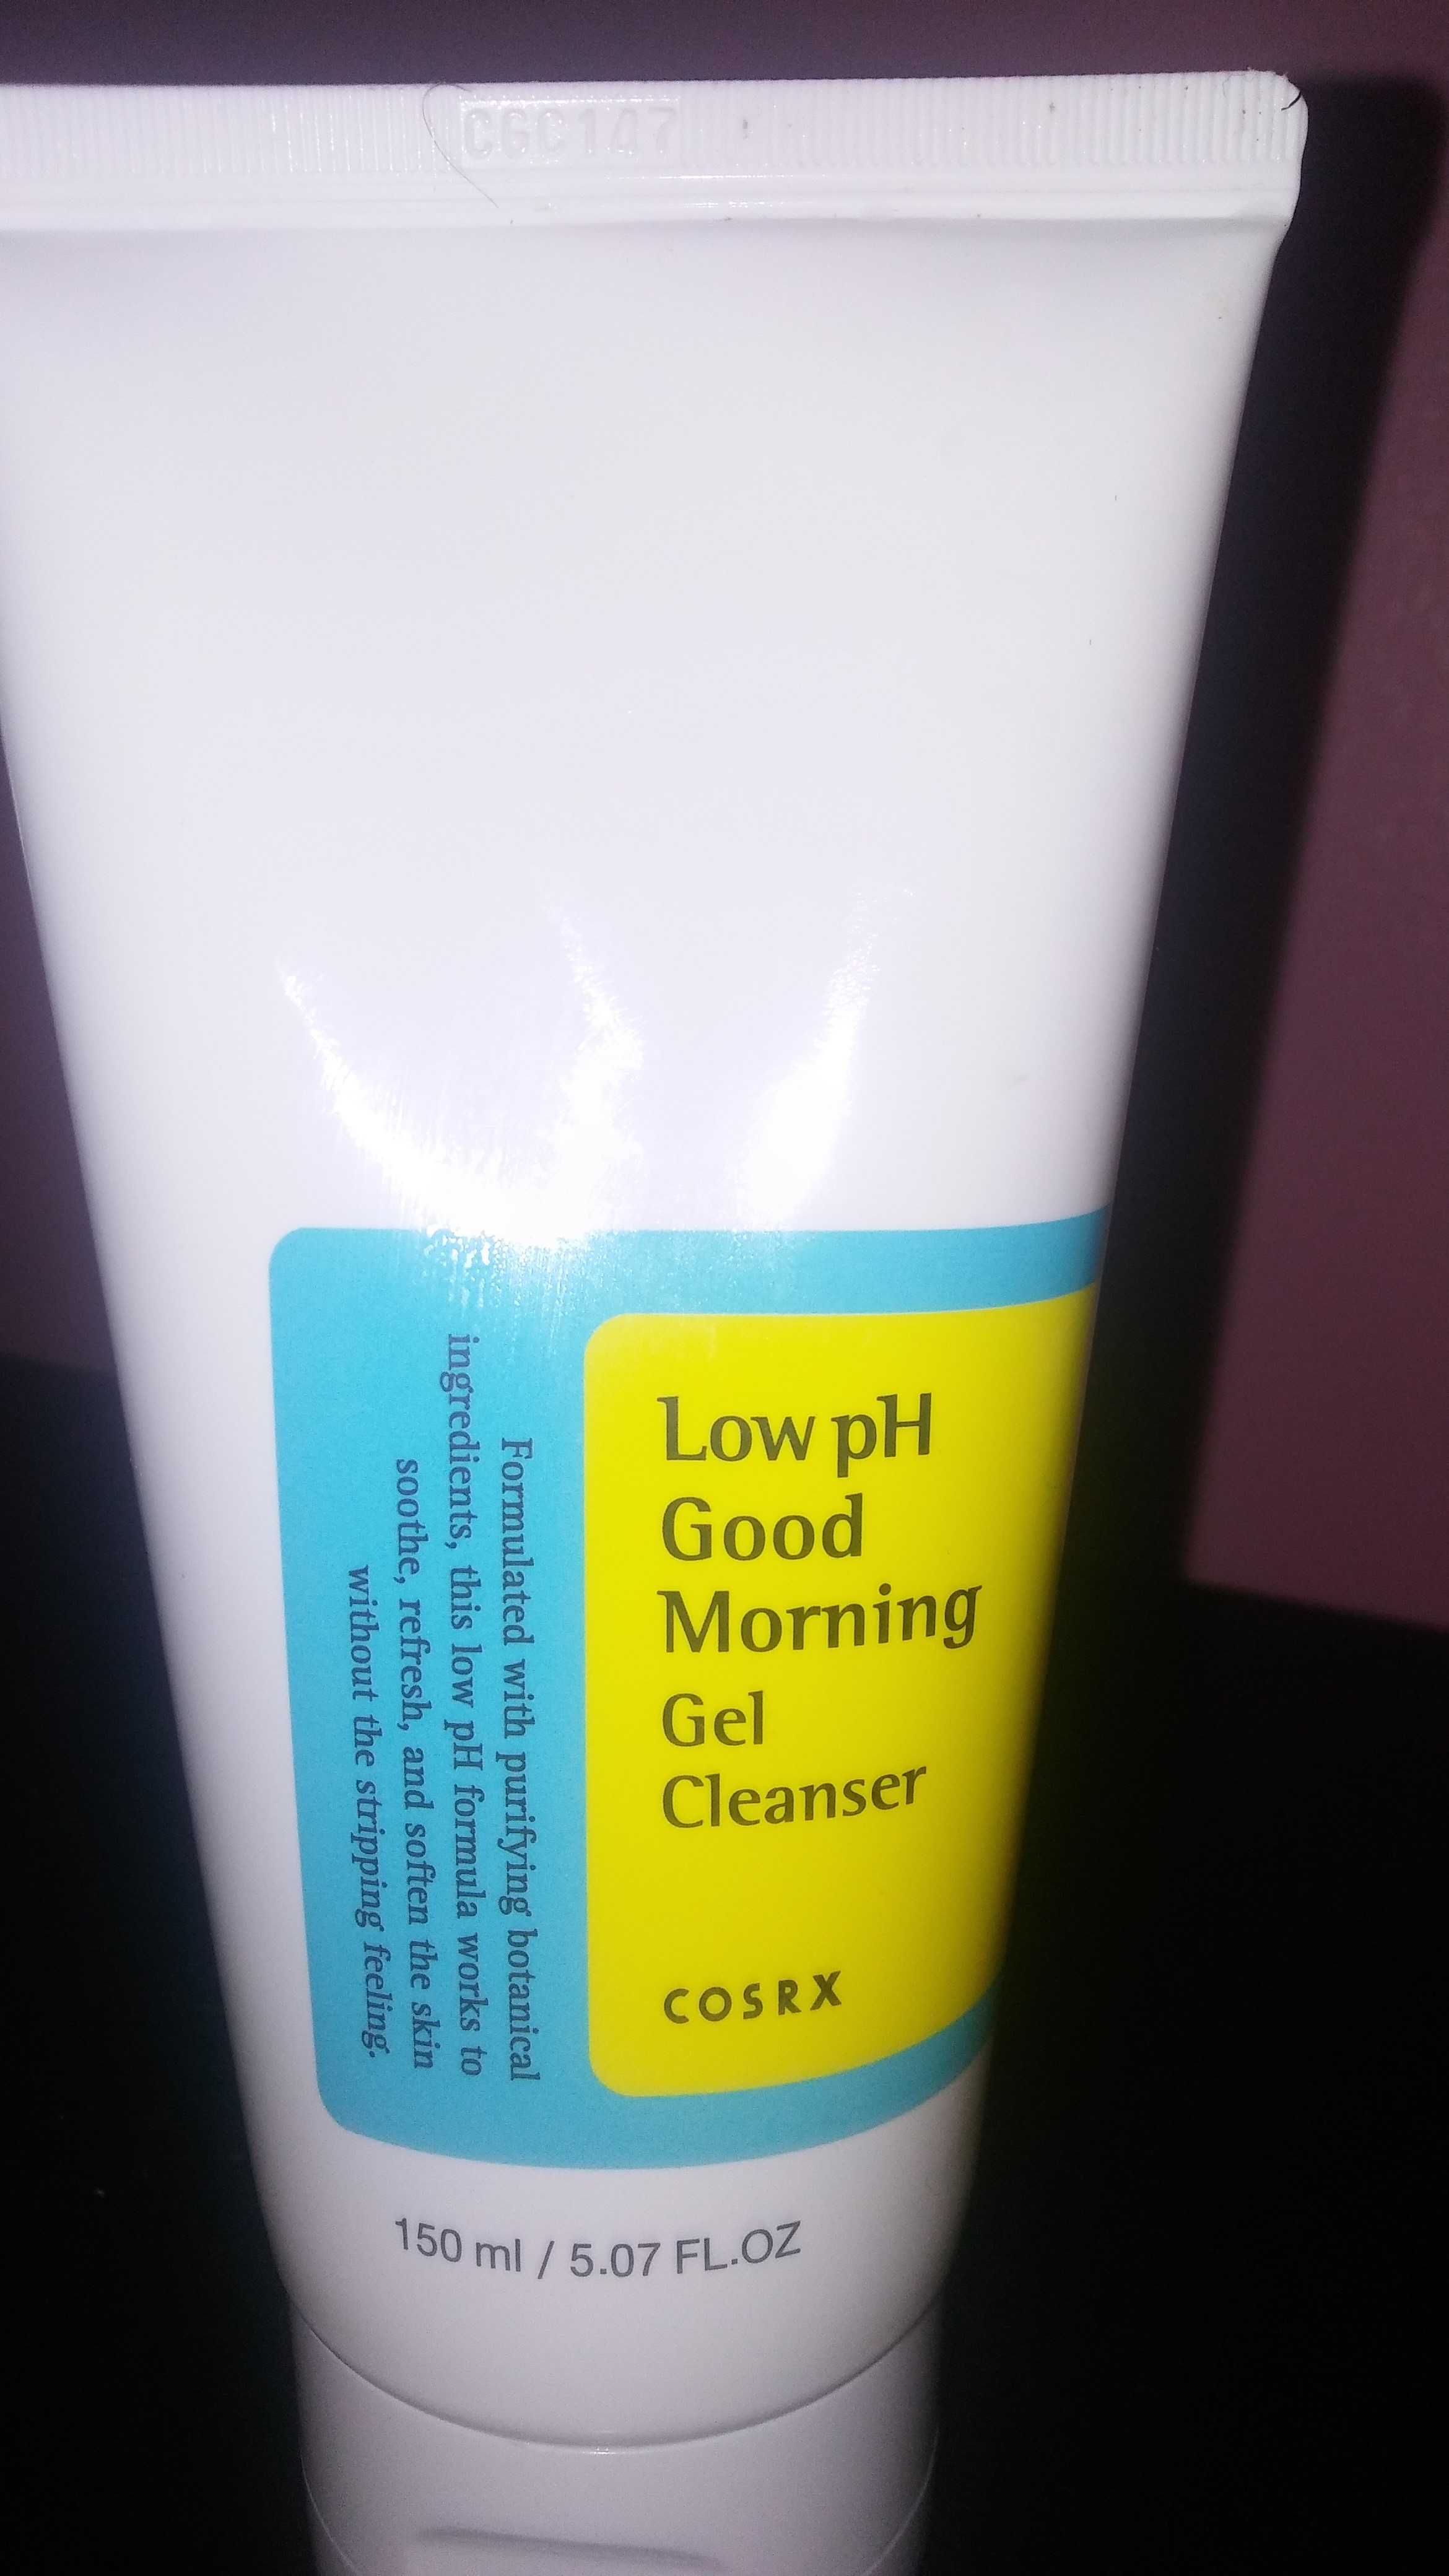 CGC147
Low pH
Good
Morning
Gel
Cleanser
COSRX
Formulated with purifying botanical
ingredients, this low pH formula works to
soothe, refresh, and soften the skin
without the stripping feeling.
150 ml / 5.07 FL.OZ